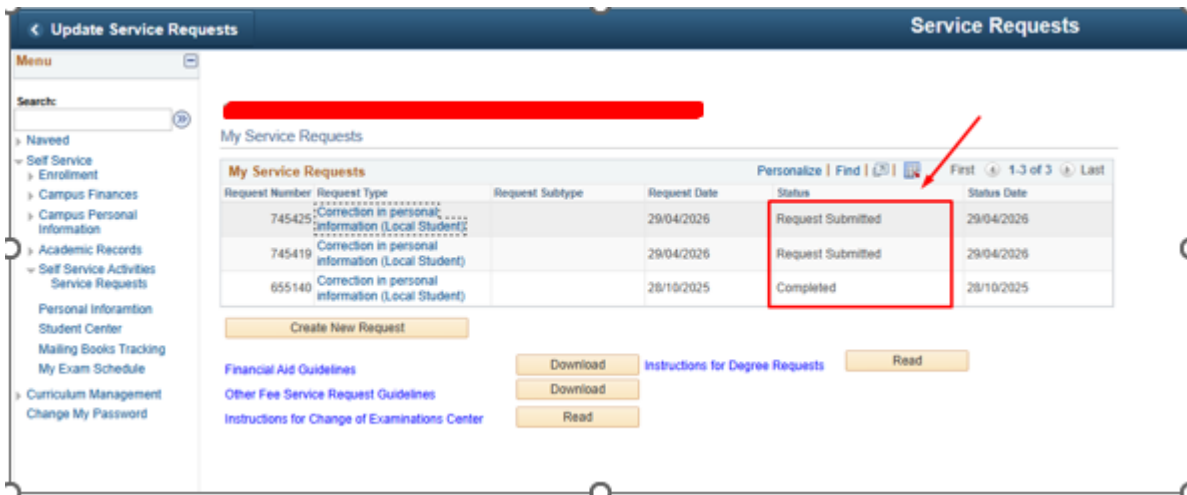 Update Service Requests
Service Requests
Menu
Search:
Naveed
Self Service
Enrollment
Campus Finances
Campus Personal
Information
Academic Records
Self Service Activities
Service Requests
Personal Inforamtion
Student Center
Mailing Books Tracking
My Exam Schedule
Curriculum Management
Change My Password
My Service Requests
My Service Requests Personalize | Find | | First 1-3 of 3 Last
Request Number Request Type Request Subtype Request Date Status Status Date
745425 Correction in personal information (Local Student) 29/04/2026 Request Submitted 29/04/2026
745419 Correction in personal information (Local Student) 29/04/2026 Request Submitted 29/04/2026
655140 Correction in personal information (Local Student) 28/10/2025 Completed 28/10/2025
Create New Request
Financial Aid Guidelines Download Instructions for Degree Requests Read
Other Fee Service Request Guidelines Download
Instructions for Change of Examinations Center Read